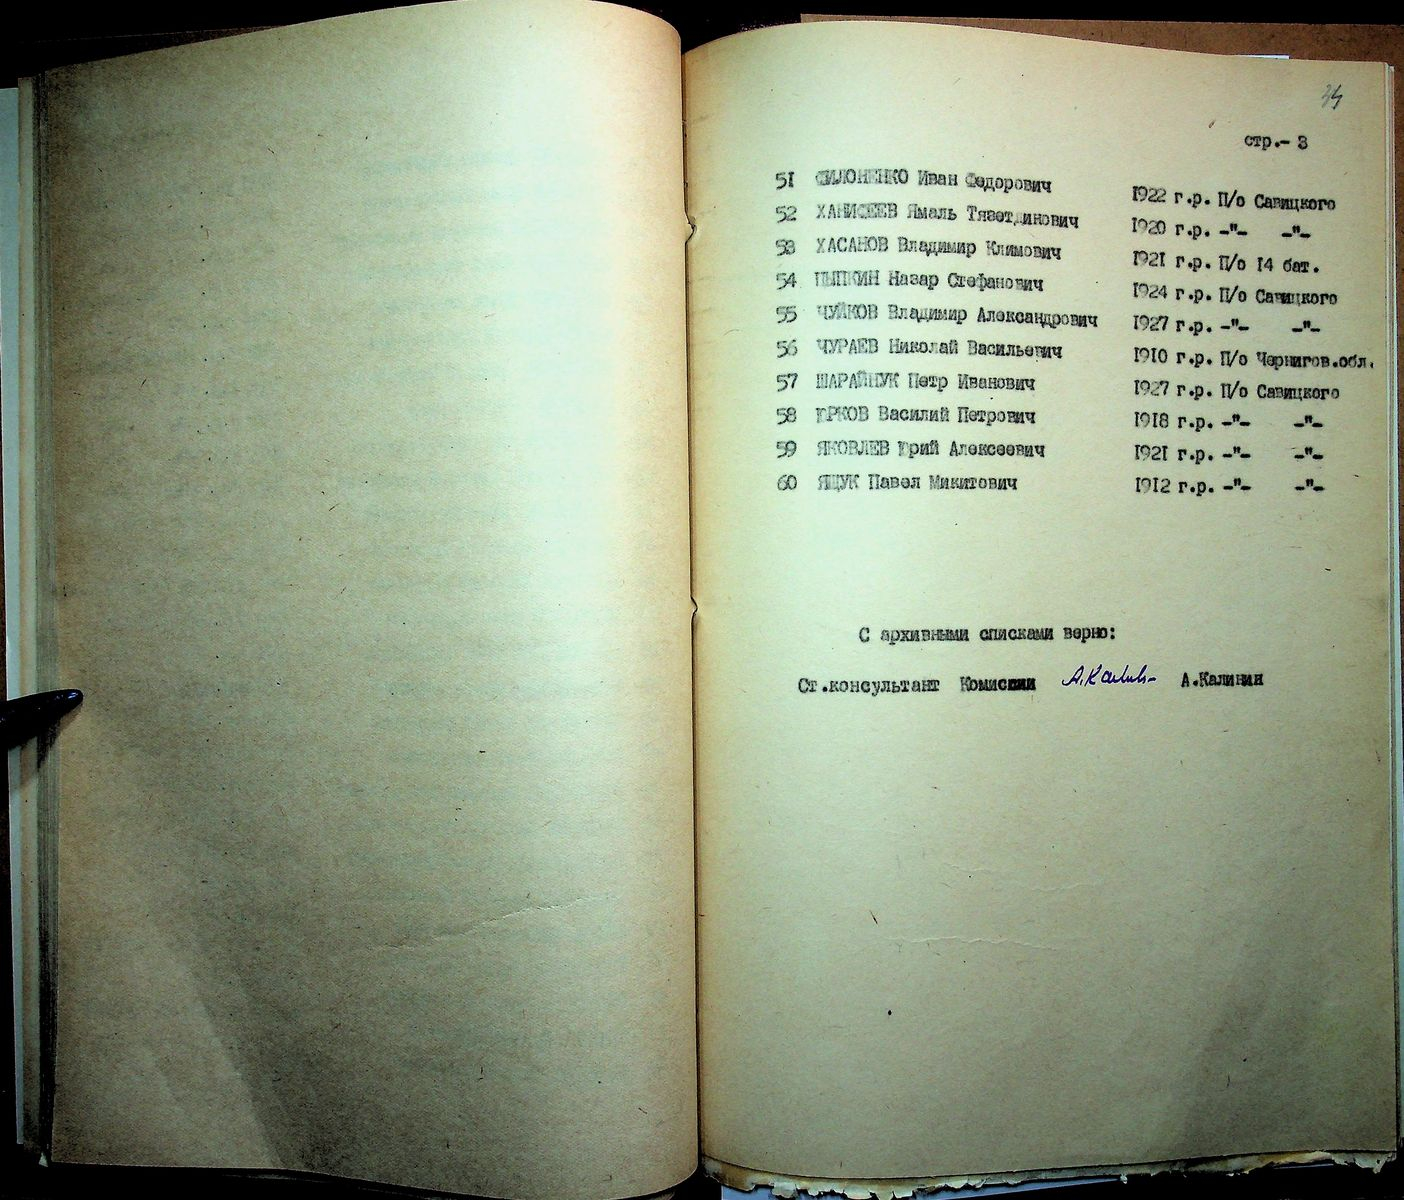 34
стр.- 3
51 ФИЛОНЕНКО Иван Федорович 1922 г.р. П/о Савицкого
52 ХАНИСЕЕВ Ямаль Тязетдинович 1920 г.р. -"- -"-
53 ХАСАНОВ Владимир Климович 1921 г.р. П/о 14 бат.
54 ЦЫПКИН Назар Стефанович 1924 г.р. П/о Савицкого
55 ЧУЙКОВ Владимир Александрович 1927 г.р. -"- -"-
56 ЧУРАЕВ Николай Васильевич 1910 г.р. П/о Чернигов.обл.
57 ШАРАЙЧУК Петр Иванович 1927 г.р. П/о Савицкого
58 ЮРКОВ Василий Петрович 1918 г.р. -"- -"-
59 ЯКОВЛЕВ Юрий Алексеевич 1921 г.р. -"- -"-
60 ЯЩУК Павел Микитович 1912 г.р. -"- -"-
С архивными списками верно:
Ст.консультант Комиссии А.Калинин